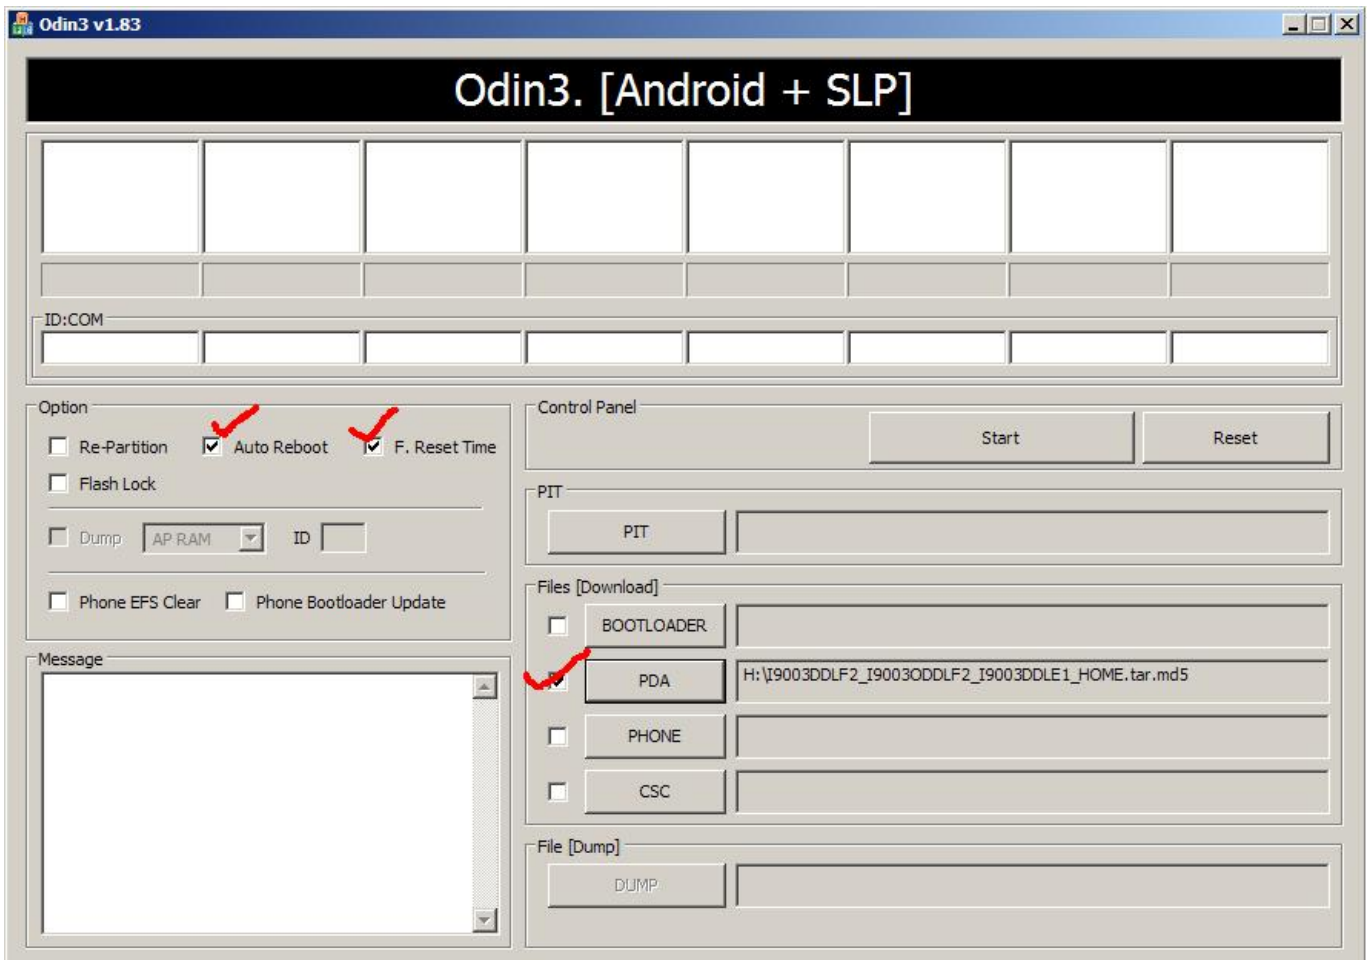 Odin3 v1.83
Odin3. [Android + SLP]
ID:COM
Option
Re-Partition Auto Reboot F. Reset Time
Flash Lock
Dump AP RAM ID
Phone EFS Clear Phone Bootloader Update
Message
Control Panel
Start Reset
PIT
PIT
Files [Download]
BOOTLOADER
PDA H:\I9003DDLF2_I9003ODDLF2_I9003DDLE1_HOME.tar.md5
PHONE
CSC
File [Dump]
DUMP